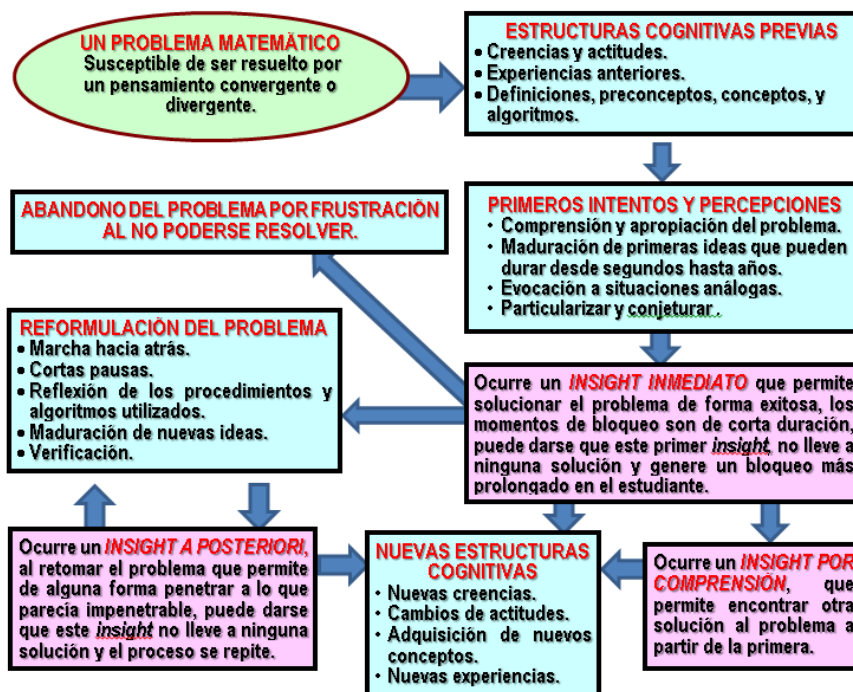 UN PROBLEMA MATEMÁTICO
Susceptible de ser resuelto por
un pensamiento convergente o
divergente.
ESTRUCTURAS COGNITIVAS PREVIAS
• Creencias y actitudes.
• Experiencias anteriores.
• Definiciones, preconceptos, conceptos, y
algoritmos.
PRIMEROS INTENTOS Y PERCEPCIONES
• Comprensión y apropiación del problema.
• Maduración de primeras ideas que pueden
durar desde segundos hasta años.
• Evocación a situaciones análogas.
• Particularizar y conjeturar .
ABANDONO DEL PROBLEMA POR FRUSTRACIÓN
AL NO PODERSE RESOLVER.
REFORMULACIÓN DEL PROBLEMA
• Marcha hacia atrás.
• Cortas pausas.
• Reflexión de los procedimientos y
algoritmos utilizados.
• Maduración de nuevas ideas.
• Verificación.
Ocurre un INSIGHT INMEDIATO que permite
solucionar el problema de forma exitosa, los
momentos de bloqueo son de corta duración,
puede darse que este primer insight, no lleve a
ninguna solución y genere un bloqueo más
prolongado en el estudiante.
Ocurre un INSIGHT A POSTERIORI,
al retomar el problema que permite
de alguna forma penetrar a lo que
parecía impenetrable, puede darse
que este insight no lleve a ninguna
solución y el proceso se repite.
NUEVAS ESTRUCTURAS
COGNITIVAS
• Nuevas creencias.
• Cambios de actitudes.
• Adquisición de nuevos
conceptos.
• Nuevas experiencias.
Ocurre un INSIGHT POR
COMPRENSIÓN, que
permite encontrar otra
solución al problema a
partir de la primera.